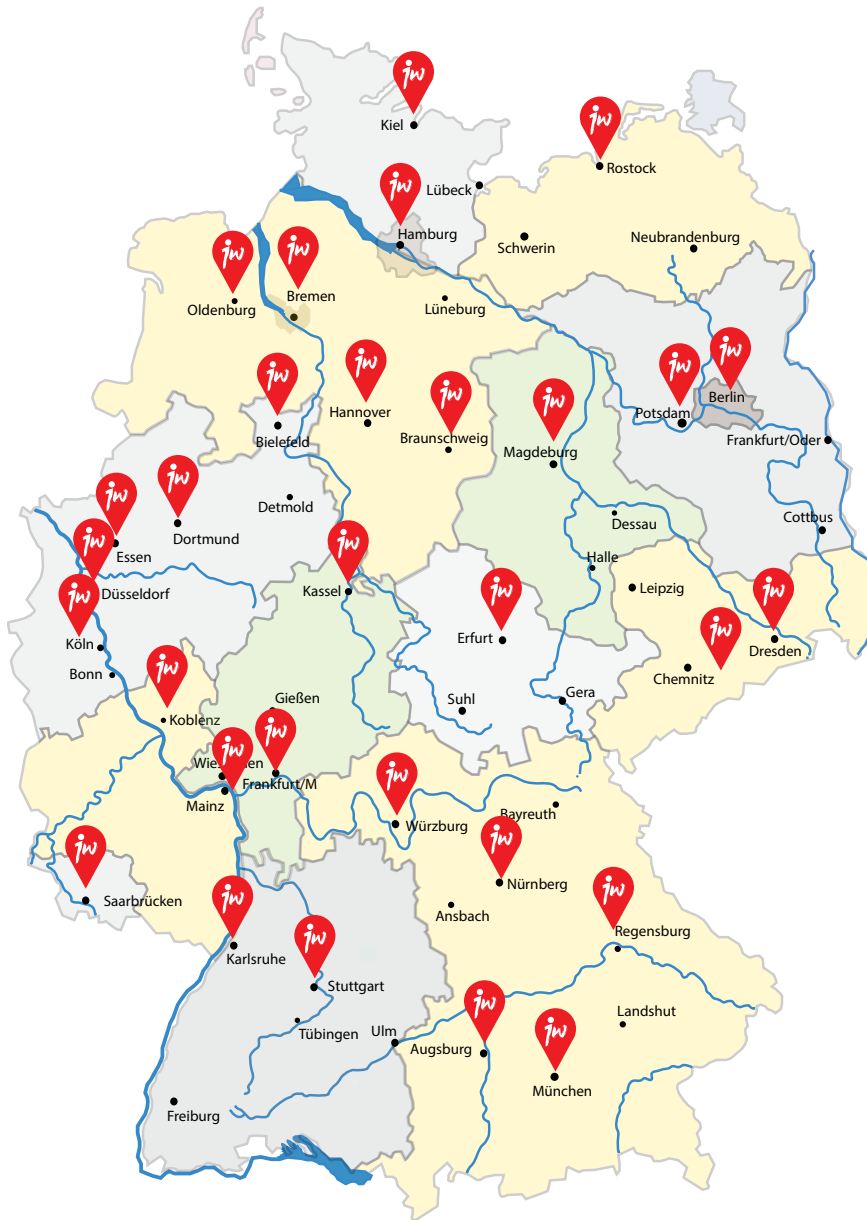 jw
Kiel
jw
Rostock
Lübeck
jw
Hamburg
Schwerin
Neubrandenburg
jw
Oldenburg
jw
Bremen
Lüneburg
jw
Hannover
jw
Bielefeld
jw
Braunschweig
jw
Magdeburg
jw
Potsdam
jw
Berlin
Frankfurt/Oder
Detmold
jw
Dortmund
jw
Essen
Dessau
Cottbus
jw
Düsseldorf
jw
Kassel
Halle
Leipzig
jw
Köln
jw
Erfurt
jw
Dresden
Bonn
jw
Chemnitz
jw
Koblenz
Gießen
Suhl
Gera
jw
jw
Frankfurt/M
Mainz
jw
Würzburg
Bayreuth
jw
Saarbrücken
jw
Nürnberg
Ansbach
jw
Regensburg
jw
Karlsruhe
jw
Stuttgart
Tübingen
Ulm
jw
Augsburg
Landshut
jw
München
Freiburg